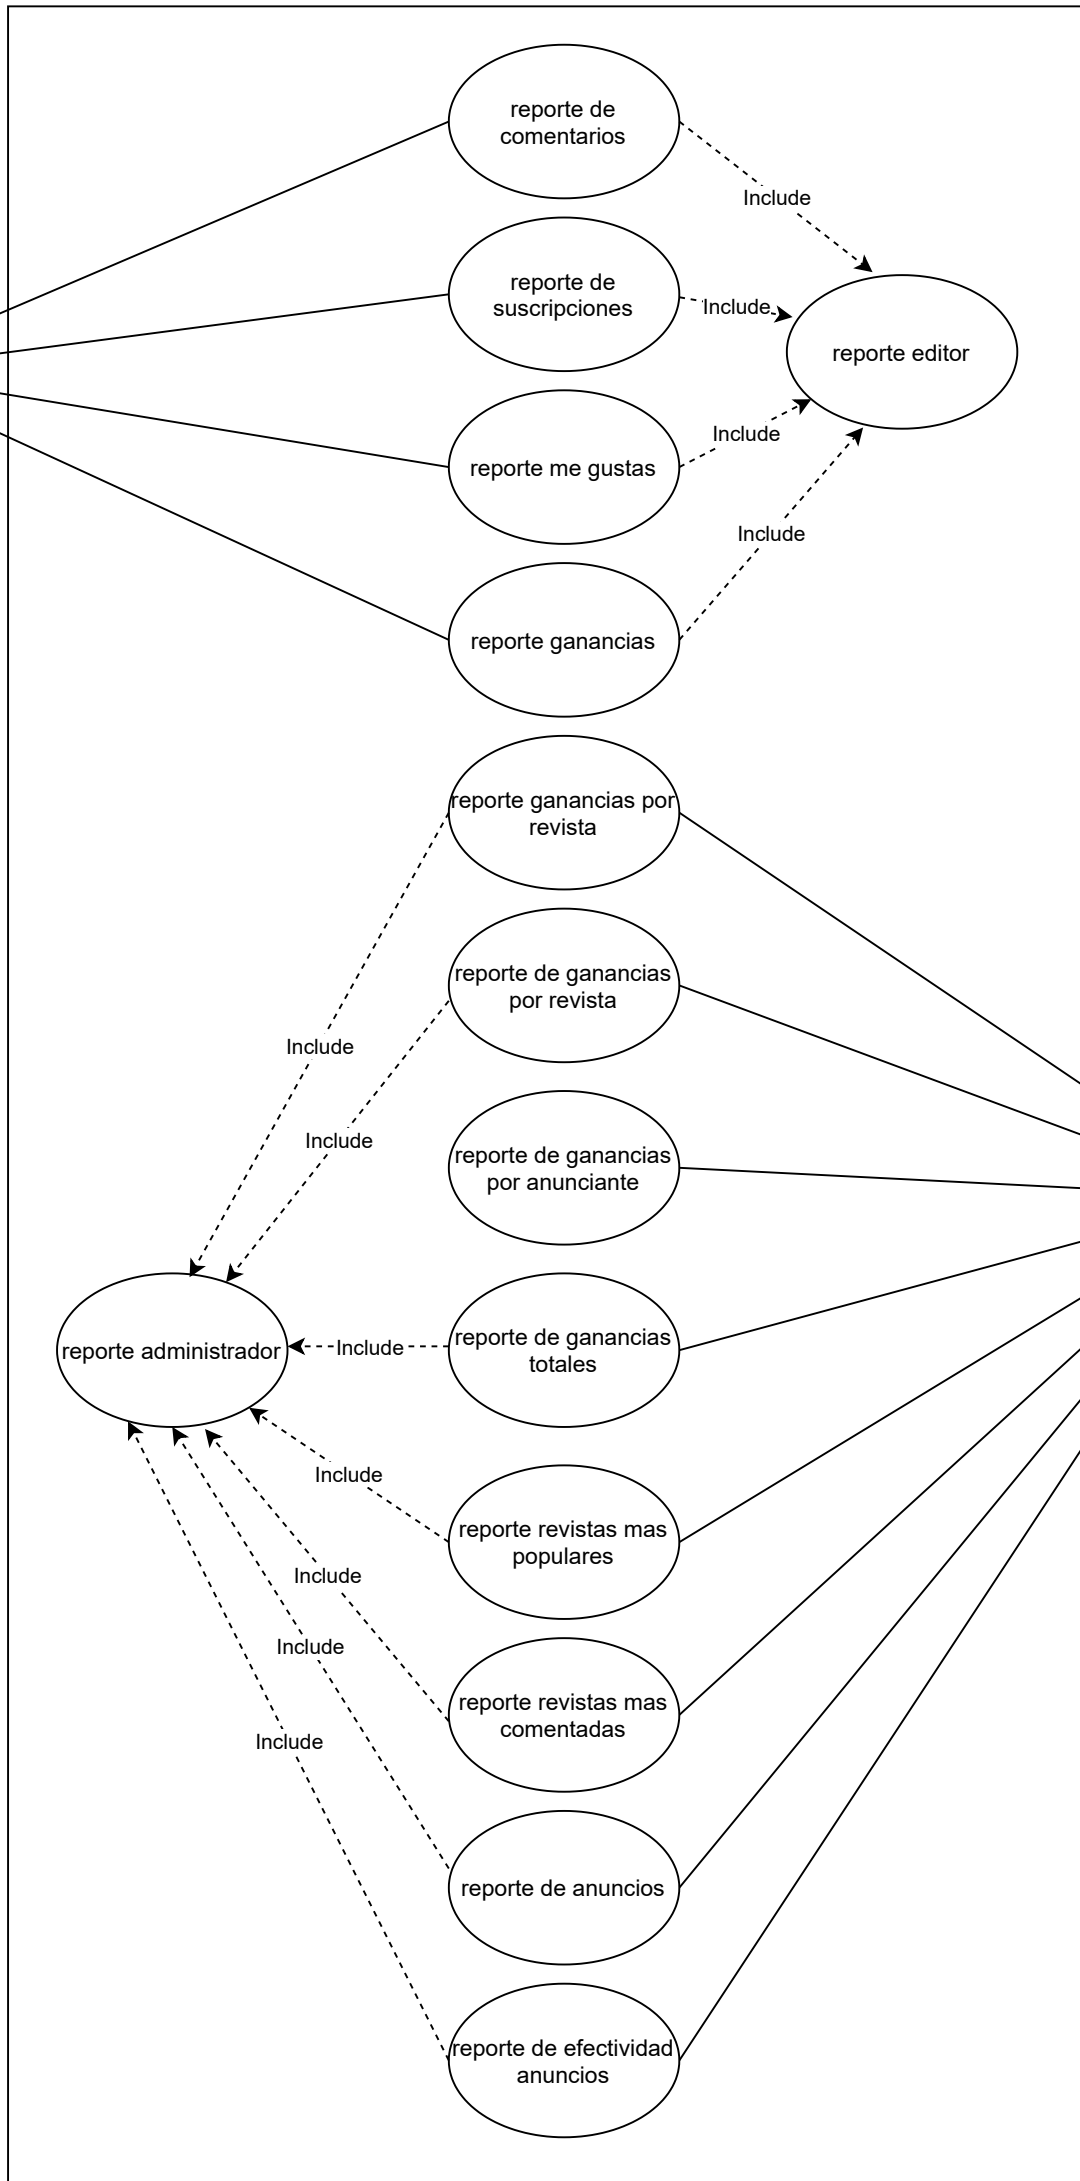 reporte de
comentarios
Include
reporte de
suscripciones
Include
reporte editor
Include
reporte me gustas
Include
reporte ganancias
reporte ganancias por
revista
reporte de ganancias
por revista
Include
Include
reporte de ganancias
por anunciante
reporte administrador
Include
reporte de ganancias
totales
Include
reporte revistas mas
populares
Include
Include
reporte revistas mas
comentadas
Include
reporte de anuncios
reporte de efectividad
anuncios